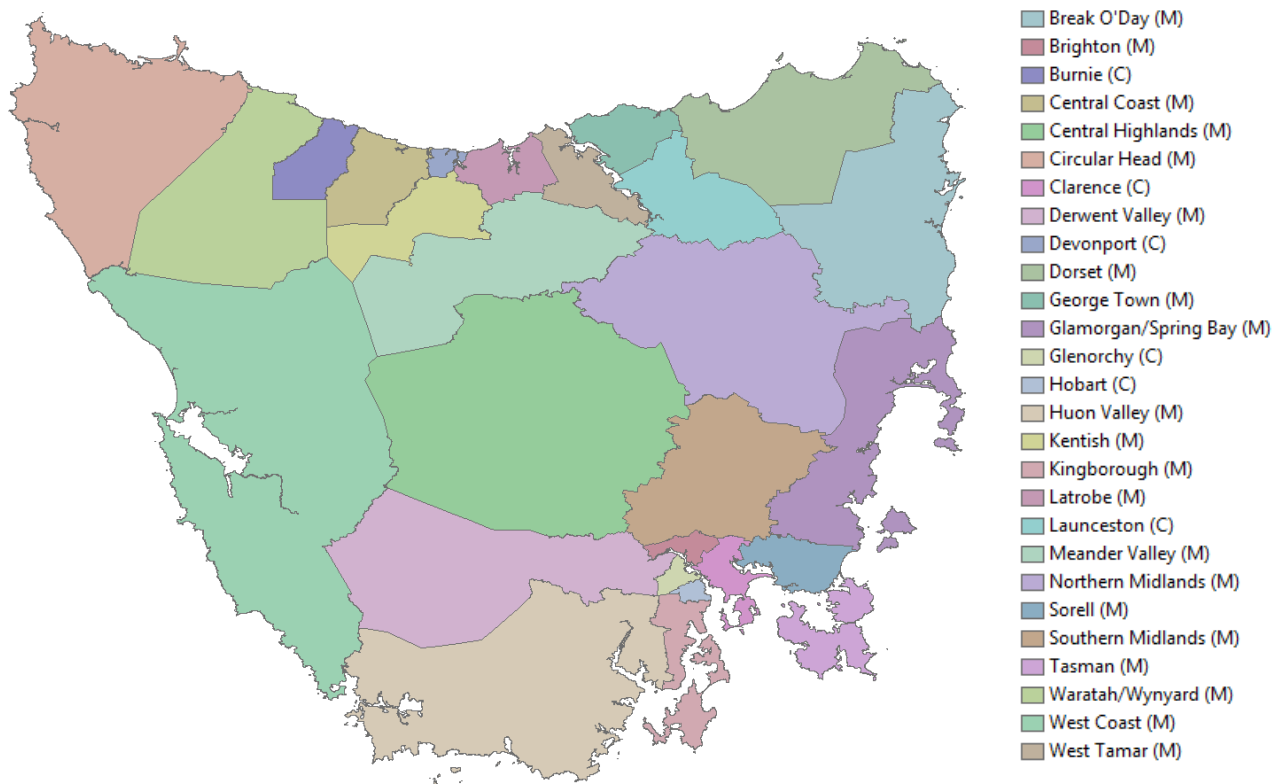 Break O'Day (M)
Brighton (M)
Burnie (C)
Central Coast (M)
Central Highlands (M)
Circular Head (M)
Clarence (C)
Derwent Valley (M)
Devonport (C)
Dorset (M)
George Town (M)
Glamorgan/Spring Bay (M)
Glenorchy (C)
Hobart (C)
Huon Valley (M)
Kentish (M)
Kingborough (M)
Latrobe (M)
Launceston (C)
Meander Valley (M)
Northern Midlands (M)
Sorell (M)
Southern Midlands (M)
Tasman (M)
Waratah/Wynyard (M)
West Coast (M)
West Tamar (M)